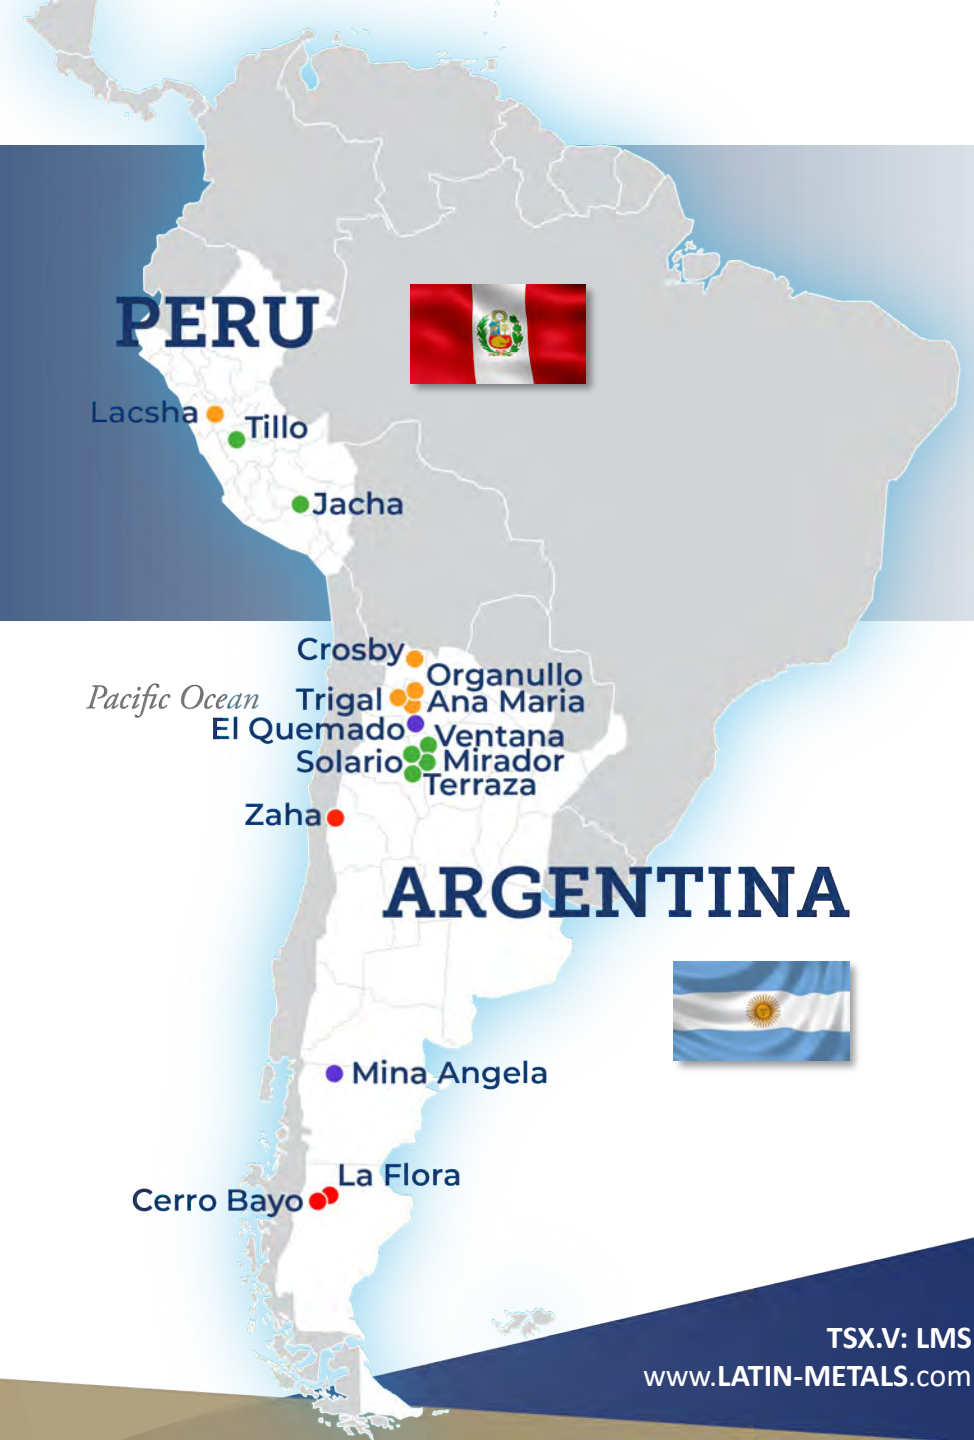 PERU
Lacsha
Tillo
Jacha
Crosby
Organullo
Pacific Ocean
Trigal
Ana Maria
El Quemado
Ventana
Solario
Mirador
Terraza
Zaha
ARGENTINA
Mina Angela
La Flora
Cerro Bayo
TSX.V: LMS
www.LATIN-METALS.com